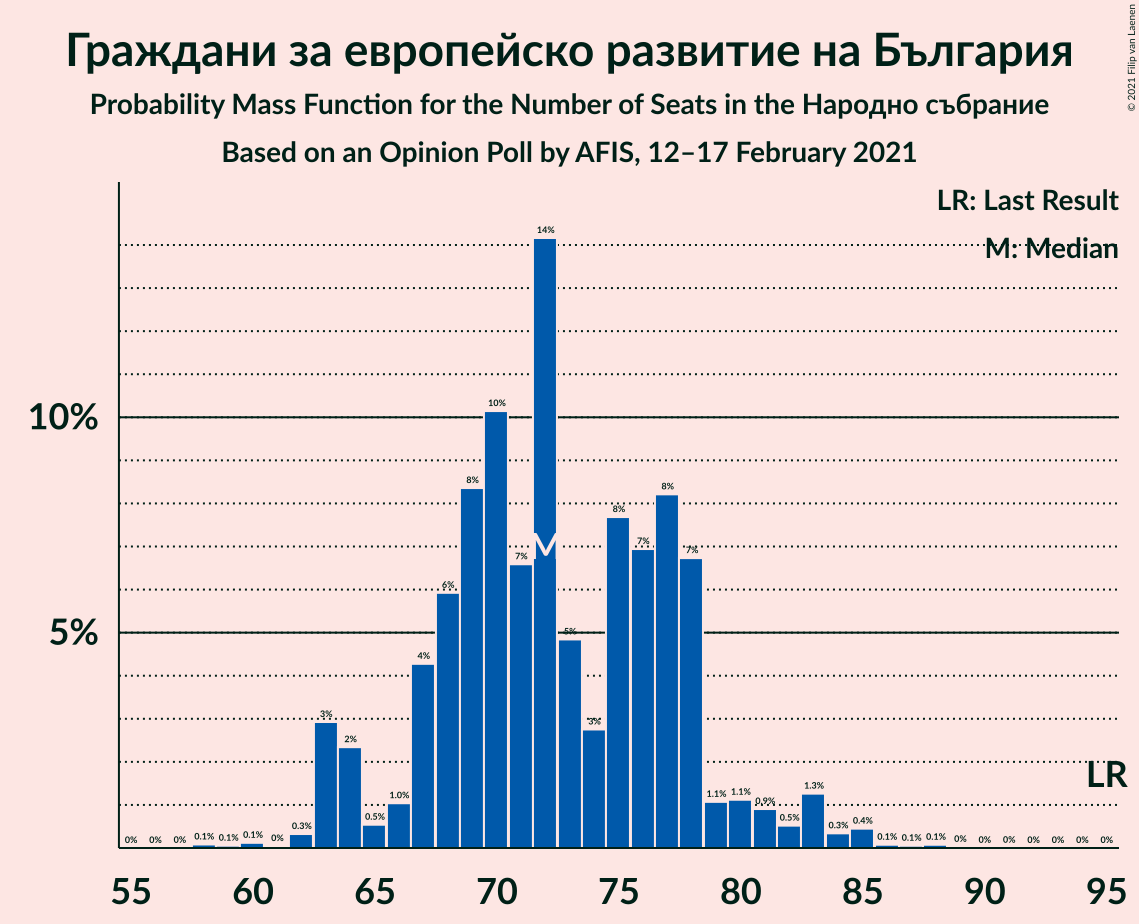 Граждани за европейско развитие на България
Probability Mass Function for the Number of Seats in the Народно събрание
Based on an Opinion Poll by AFIS, 12–17 February 2021
© 2021 Filip van Laenen
LR: Last Result
M: Median
14%
10%
10%
8%
8%
8%
7%
7%
7%
M
6%
5%
5%
4%
3%
3%
2%
LR
0% 0% 0% 0.1% 0.1% 0.1% 0% 0.3% 0.5% 1.0% 1.1% 1.1% 0.9% 0.5% 1.3% 0.3% 0.4% 0.1% 0.1% 0.1% 0% 0% 0% 0% 0% 0% 0%
55 60 65 70 75 80 85 90 95